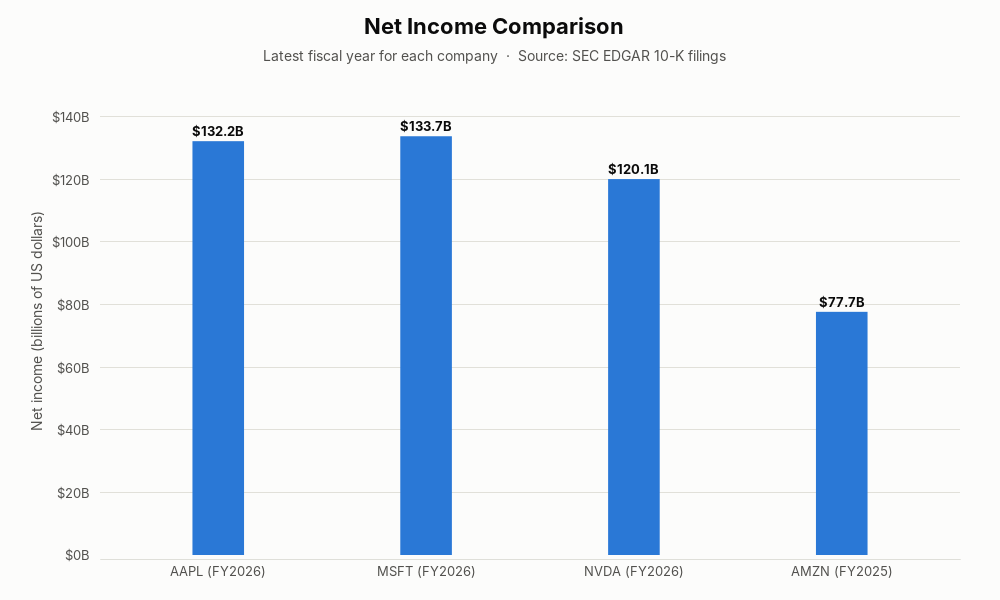 Net Income Comparison
Latest fiscal year for each company · Source: SEC EDGAR 10-K filings
Net income (billions of US dollars)
$140B
$120B
$100B
$80B
$60B
$40B
$20B
$0B
$132.2B
$133.7B
$120.1B
$77.7B
AAPL (FY2026)
MSFT (FY2026)
NVDA (FY2026)
AMZN (FY2025)